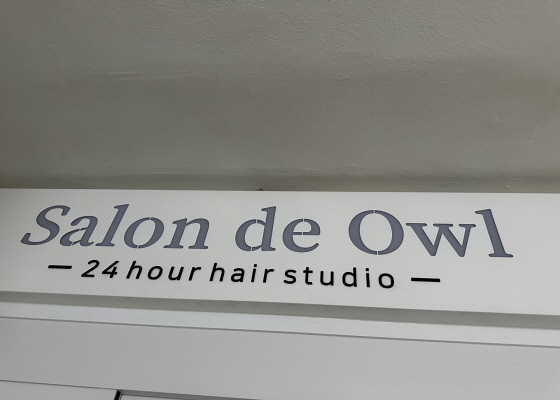 Salon de Owl
— 24 hour hair studio —